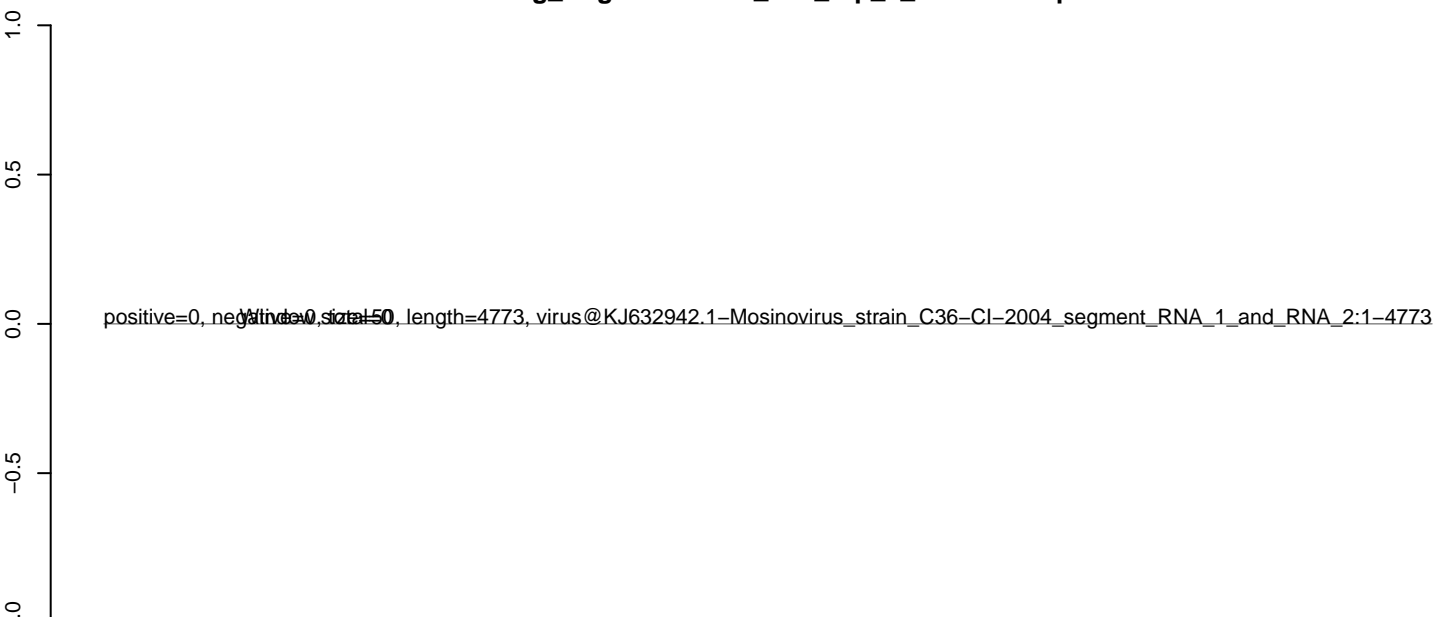 1.0
0.5
positive=0, negative=0, total=0, length=4773, virus@KJ632942.1−Mosinovirus_strain_C36−CI−2004_segment_RNA_1_and_RNA_2:1−4773
Window size=50
0.0
−0.5